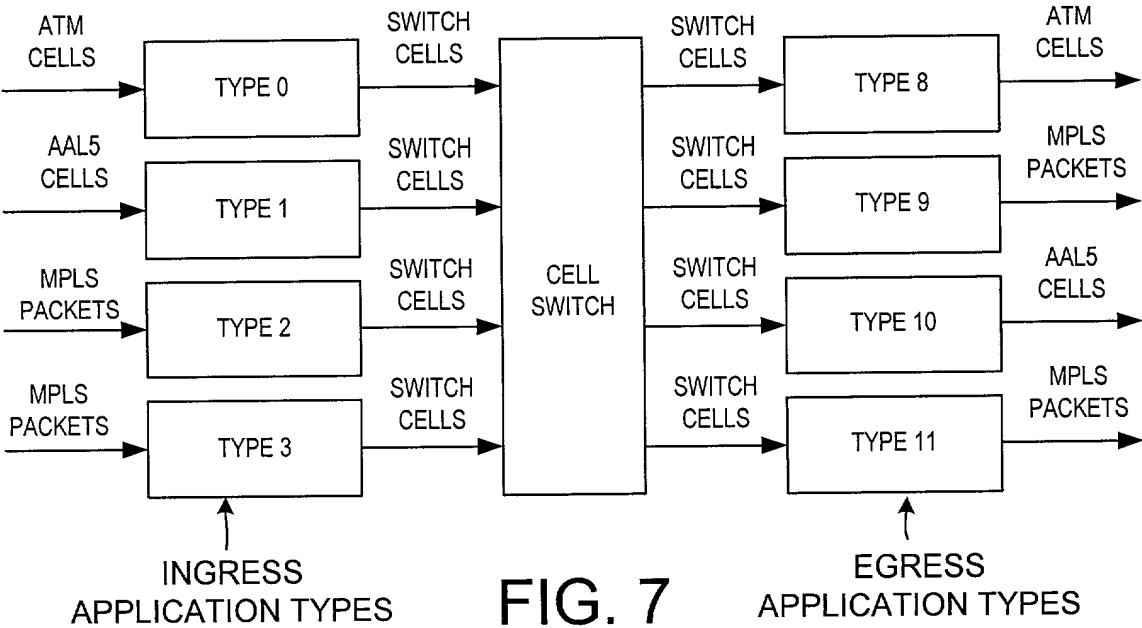 ATM
CELLS
TYPE 0
SWITCH
CELLS
SWITCH
CELLS
TYPE 8
ATM
CELLS
AAL5
CELLS
TYPE 1
SWITCH
CELLS
SWITCH
CELLS
TYPE 9
MPLS
PACKETS
MPLS
PACKETS
TYPE 2
SWITCH
CELLS
CELL
SWITCH
SWITCH
CELLS
TYPE 10
AAL5
CELLS
MPLS
PACKETS
TYPE 3
SWITCH
CELLS
SWITCH
CELLS
TYPE 11
MPLS
PACKETS
INGRESS
APPLICATION TYPES
FIG. 7
EGRESS
APPLICATION TYPES